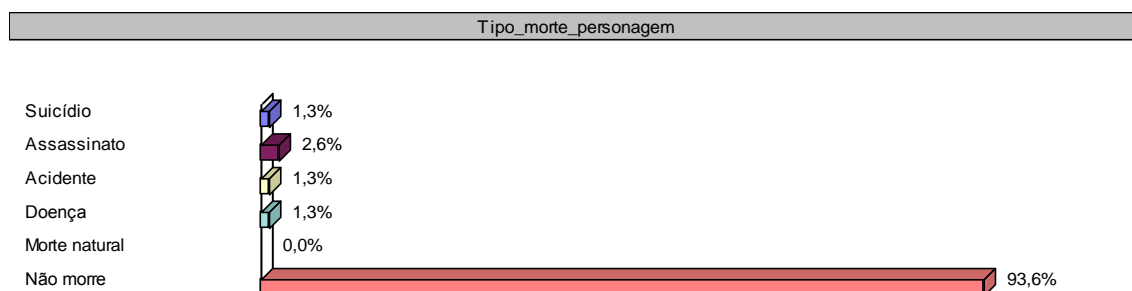 Tipo_morte_personagem
Suicídio 1,3%
Assassinato 2,6%
Acidente 1,3%
Doença 1,3%
Morte natural 0,0%
Não morre 93,6%